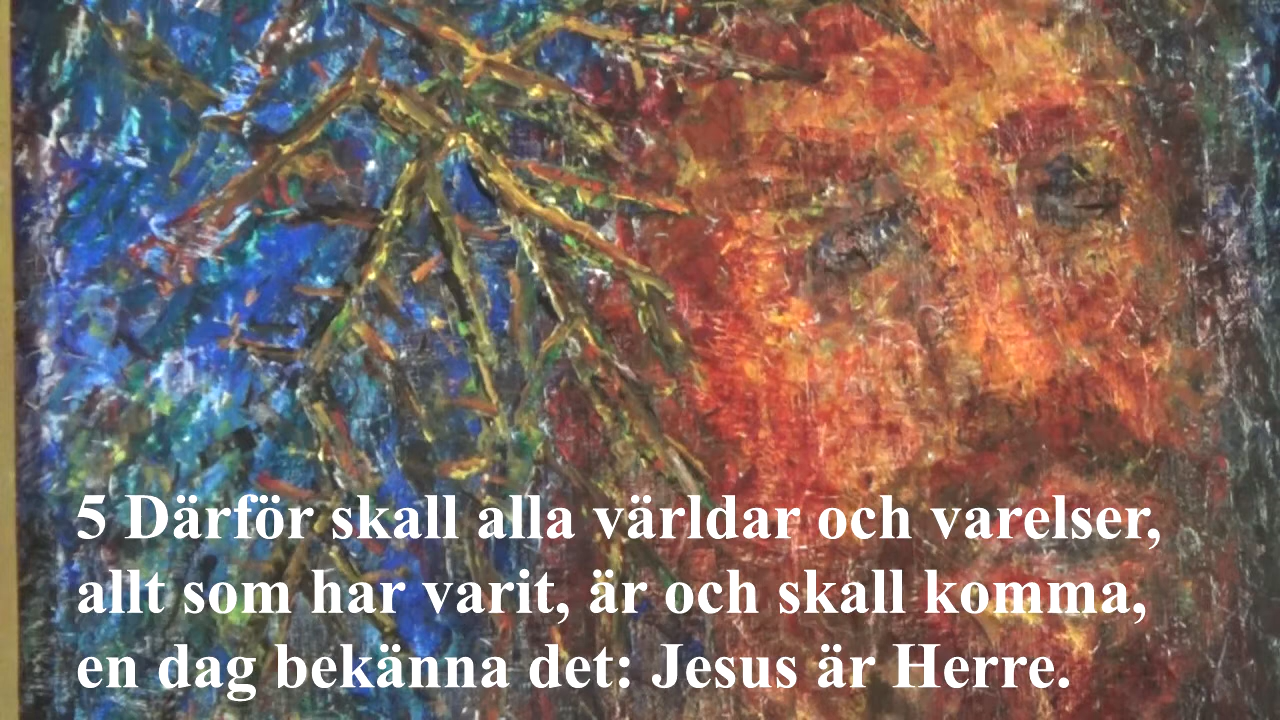 5 Därför skall alla världar och varelser,
allt som har varit, är och skall komma,
en dag bekänna det: Jesus är Herre.